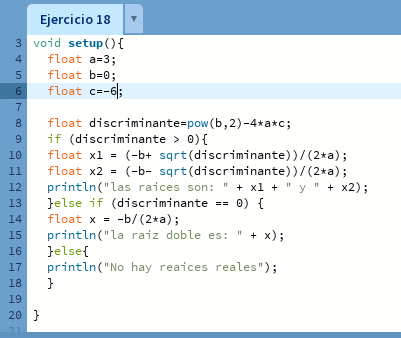 Ejercicio 18
3 void setup(){
4 float a=3;
5 float b=0;
6 float c=-6;
7
8 float discriminante=pow(b,2)-4*a*c;
9 if (discriminante > 0){
10 float x1 = (-b+ sqrt(discriminante))/(2*a);
11 float x2 = (-b- sqrt(discriminante))/(2*a);
12 println("las raices son: " + x1 + " y " + x2);
13 }else if (discriminante == 0) {
14 float x = -b/(2*a);
15 println("la raiz doble es: " + x);
16 }else{
17 println("No hay reaices reales");
18 }
19
20 }
21